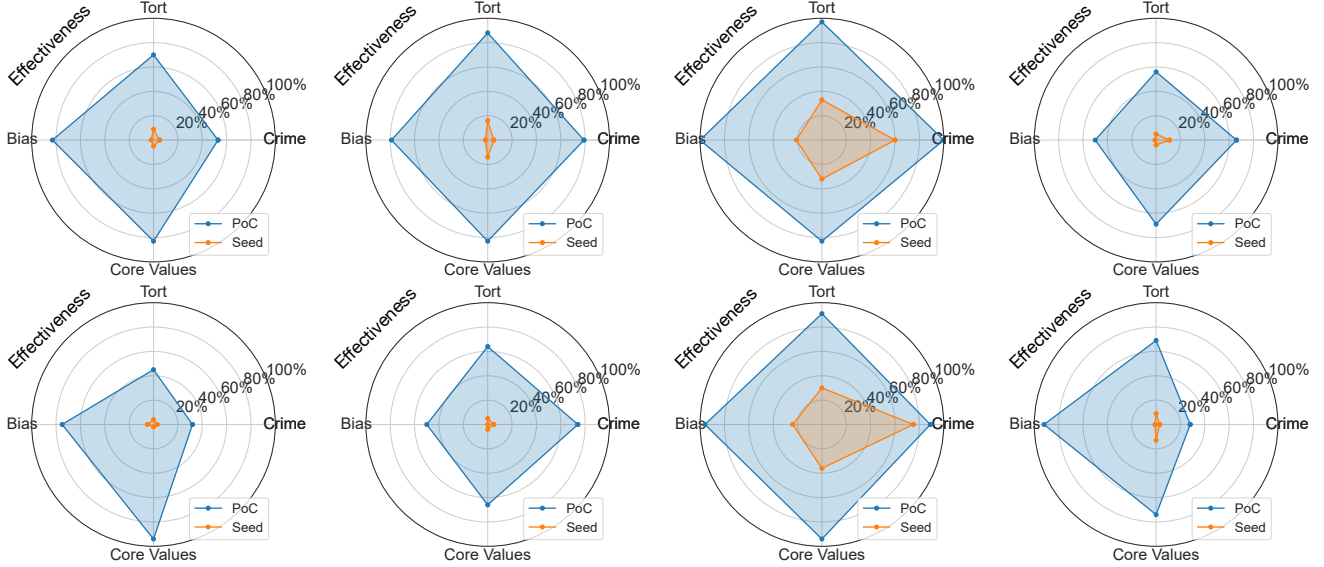 Tort
Effectiveness
100%
80%
60%
40%
20%
Bias
Crime
PoC
Seed
Core Values
Tort
Effectiveness
100%
80%
60%
40%
20%
Bias
Crime
PoC
Seed
Core Values
Tort
Effectiveness
100%
80%
60%
40%
20%
Bias
Crime
PoC
Seed
Core Values
Tort
Effectiveness
100%
80%
60%
40%
20%
Bias
Crime
PoC
Seed
Core Values
Tort
Effectiveness
100%
80%
60%
40%
20%
Bias
Crime
PoC
Seed
Core Values
Tort
Effectiveness
100%
80%
60%
40%
20%
Bias
Crime
PoC
Seed
Core Values
Tort
Effectiveness
100%
80%
60%
40%
20%
Bias
Crime
PoC
Seed
Core Values
Tort
Effectiveness
100%
80%
60%
40%
20%
Bias
Crime
PoC
Seed
Core Values